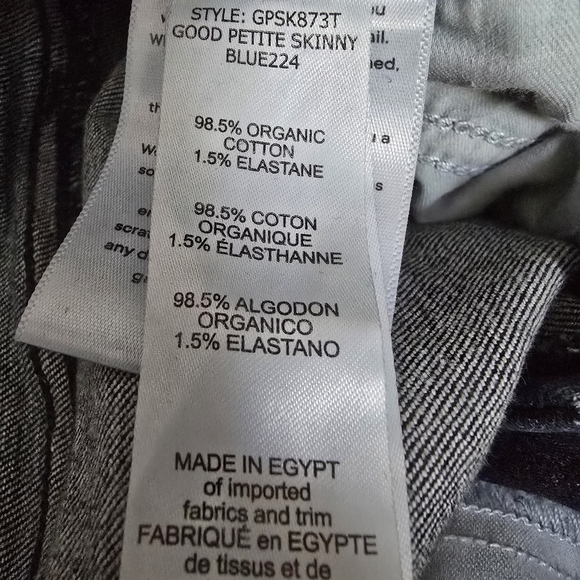 STYLE: GPSK873T
GOOD PETITE SKINNY
BLUE224
98.5% ORGANIC
COTTON
1.5% ELASTANE
98.5% COTON
ORGANIQUE
1.5% ÉLASTHANNE
98.5% ALGODON
ORGANICO
1.5% ELASTANO
MADE IN EGYPT
of imported
fabrics and trim
FABRIQUÉ en EGYPTE
de tissus et de
any